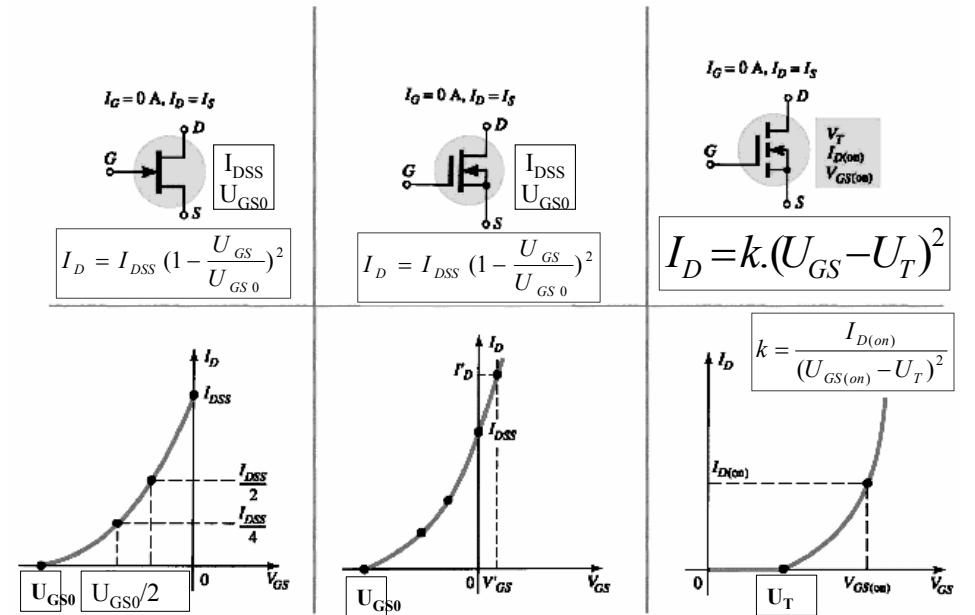 I_G = 0 A, I_D = I_S
D
G
S
I_DSS
U_GS0
I_D = I_DSS (1 - U_GS / U_GS0)^2
I_G = 0 A, I_D = I_S
D
G
S
I_DSS
U_GS0
I_D = I_DSS (1 - U_GS / U_GS0)^2
I_G = 0 A, I_D = I_S
D
G
S
V_T
I_D(on)
V_GS(on)
I_D = k.(U_GS - U_T)^2
I_D
I_DSS
I_DSS / 2
I_DSS / 4
U_GS0
U_GS0/2
0
V_GS
I_D
I'_D
I_DSS
U_GS0
0
V'_GS
V_GS
k = I_D(on) / (U_GS(on) - U_T)^2
I_D
I_D(on)
0
U_T
V_GS(on)
V_GS